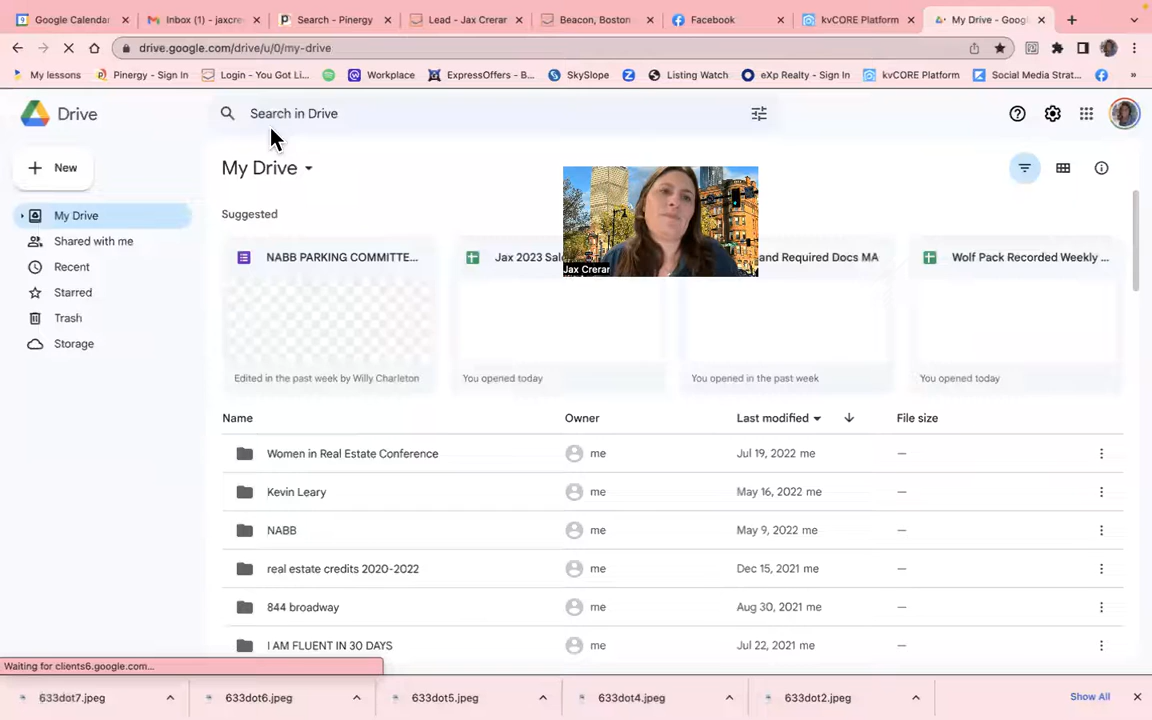 Google Calendar
Inbox (1) - jaxcre
Search - Pinergy
Lead - Jax Crerar
Beacon, Boston
Facebook
kvCORE Platform
My Drive - Goog
drive.google.com/drive/u/0/my-drive
My lessons
Pinergy - Sign In
Login - You Got Li...
Workplace
ExpressOffers - B...
SkySlope
Listing Watch
eXp Realty - Sign In
kvCORE Platform
Social Media Strat...
Drive
Search in Drive
New
My Drive
Shared with me
Recent
Starred
Trash
Storage
My Drive
Suggested
NABB PARKING COMMITTE...
Edited in the past week by Willy Charleton
Jax 2023 Sal
You opened today
and Required Docs MA
You opened in the past week
Wolf Pack Recorded Weekly ...
You opened today
Jax Crerar
Name Owner Last modified File size
Women in Real Estate Conference me Jul 19, 2022 me —
Kevin Leary me May 16, 2022 me —
NABB me May 9, 2022 me —
real estate credits 2020-2022 me Dec 15, 2021 me —
844 broadway me Aug 30, 2021 me —
I AM FLUENT IN 30 DAYS me Jul 22, 2021 me —
Waiting for clients6.google.com...
633dot7.jpeg
633dot6.jpeg
633dot5.jpeg
633dot4.jpeg
633dot2.jpeg
Show All